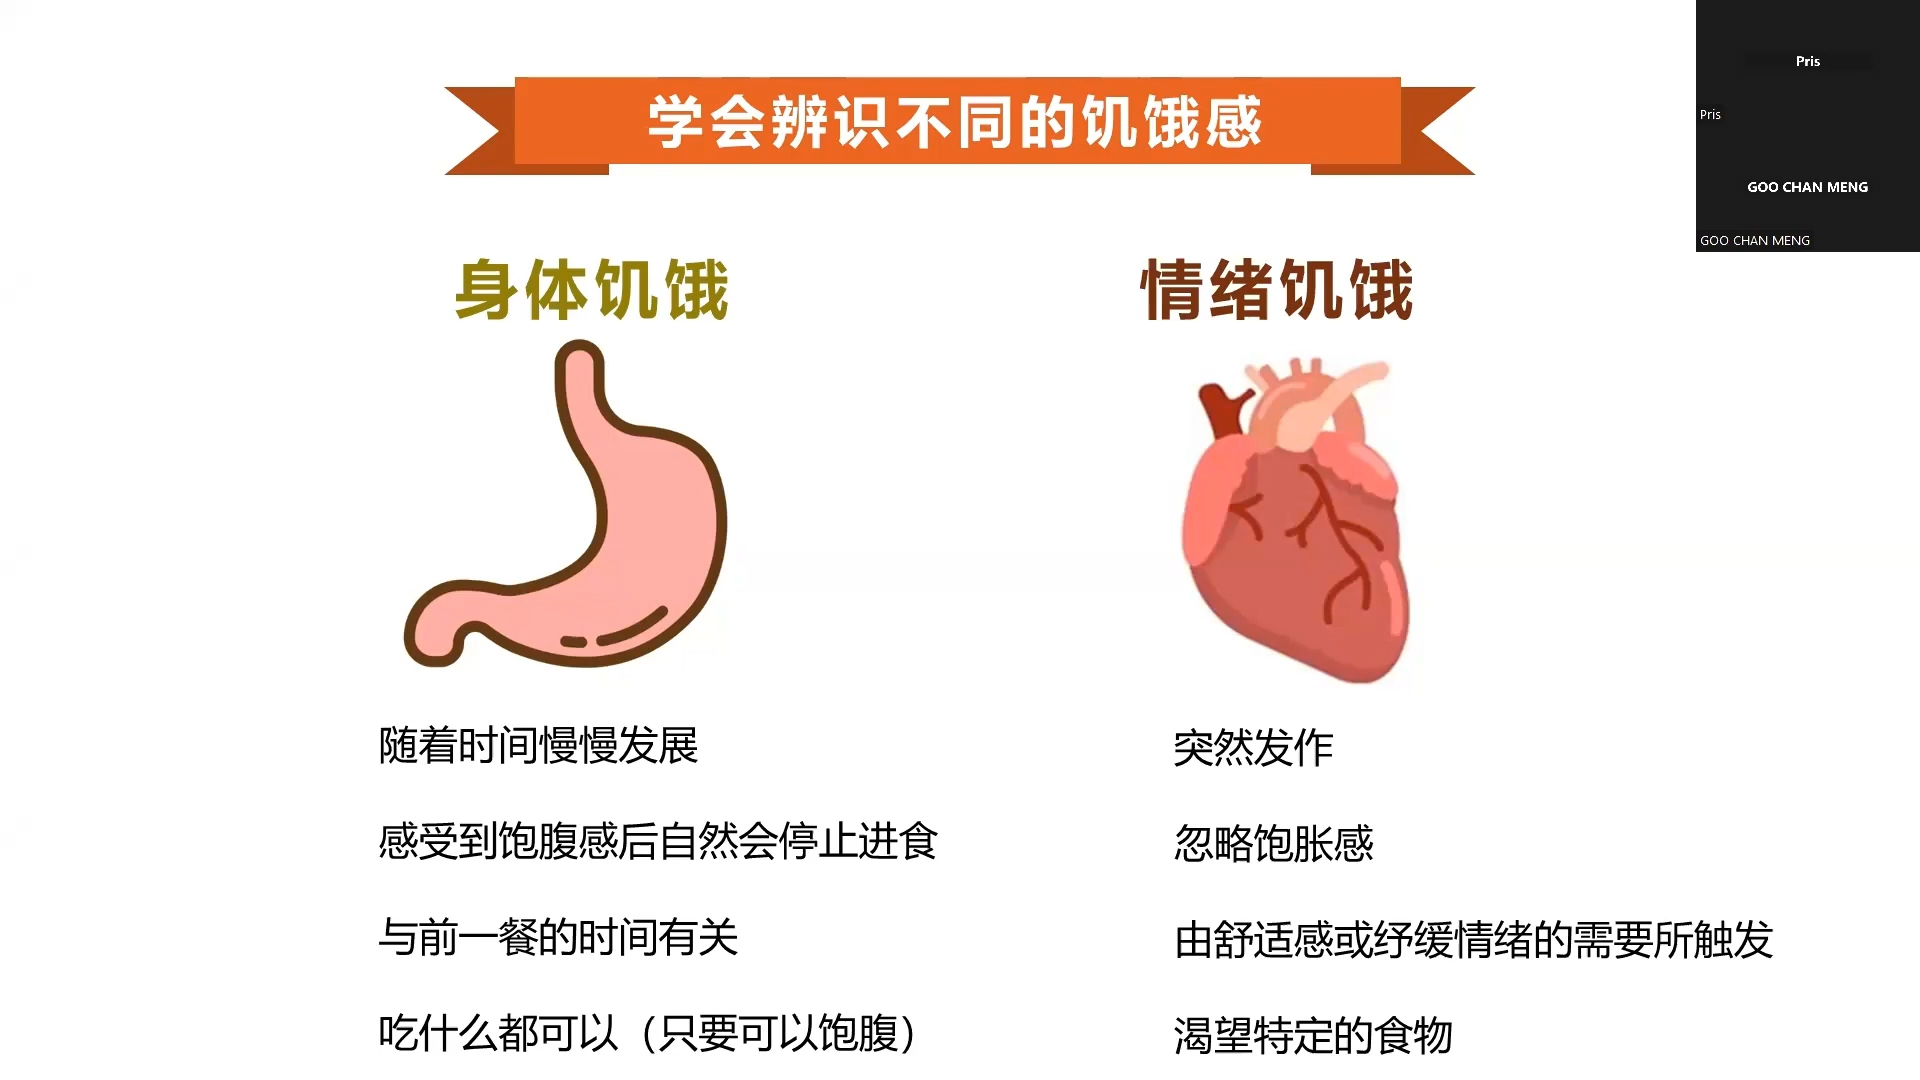 学会辨识不同的饥饿感
身体饥饿
随着时间慢慢发展
感受到饱腹感后自然会停止进食
与前一餐的时间有关
吃什么都可以（只要可以饱腹）
情绪饥饿
突然发作
忽略饱胀感
由舒适感或纾缓情绪的需要所触发
渴望特定的食物
Pris
Pris
GOO CHAN MENG
GOO CHAN MENG